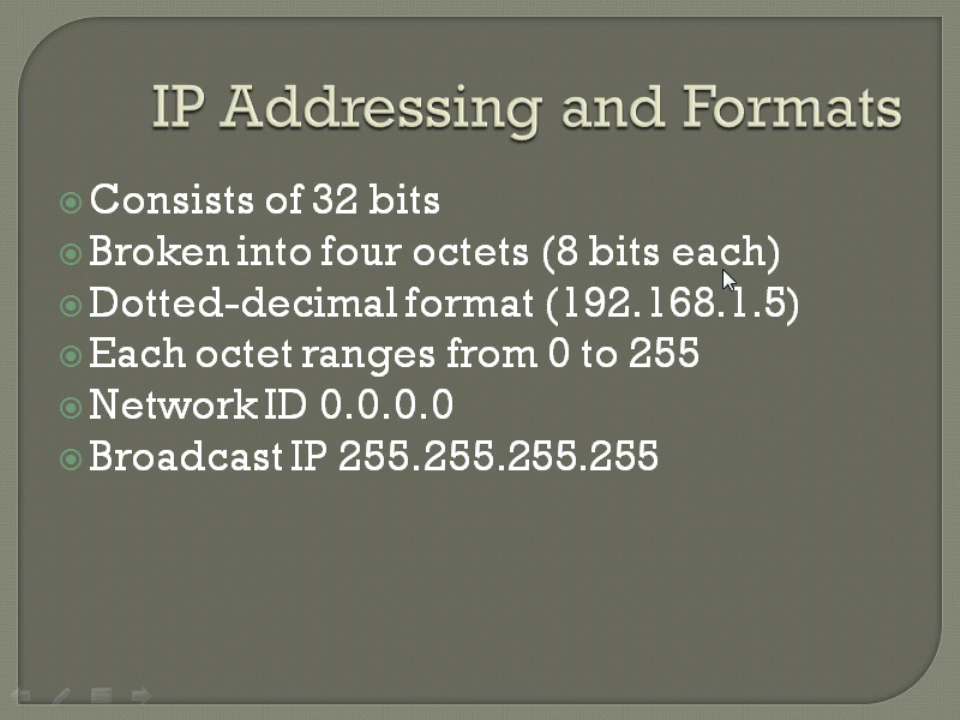 IP Addressing and Formats
Consists of 32 bits
Broken into four octets (8 bits each)
Dotted-decimal format (192.168.1.5)
Each octet ranges from 0 to 255
Network ID 0.0.0.0
Broadcast IP 255.255.255.255